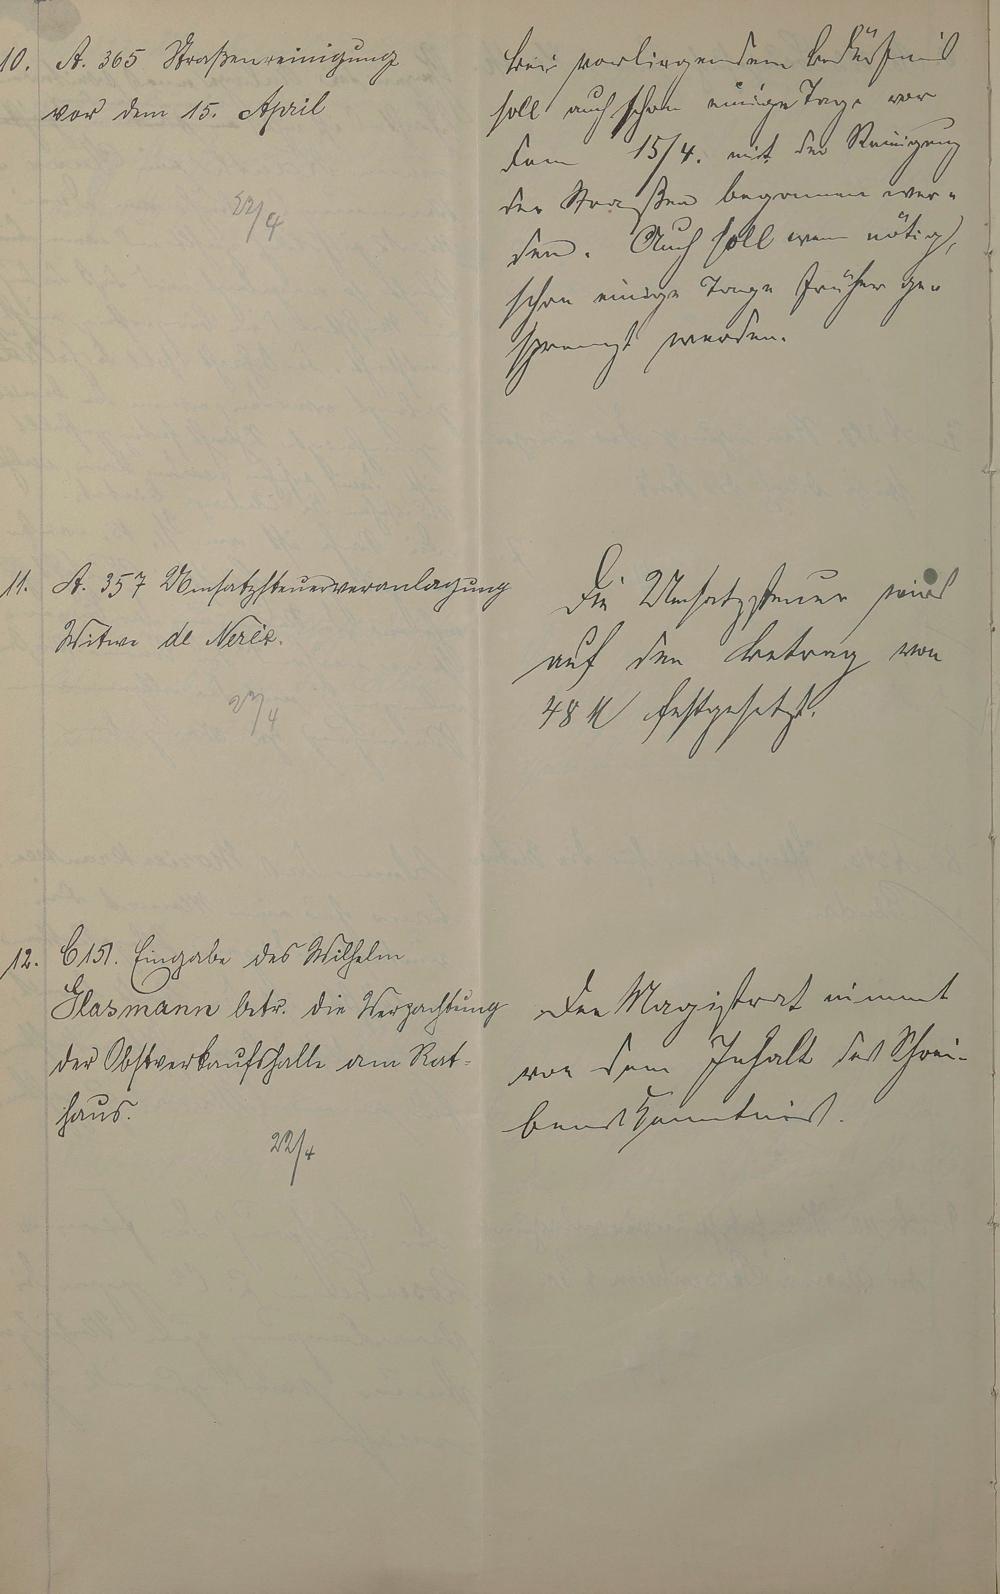 10. A. 365 Straßenreinigung
vor dem 15. April
22/4
bei vorliegendem Bedürfnis
soll auch schon einige Tage vor
dem 15/4. mit der Reinigung
der Straßen begonnen wer-
den. Auch soll wenn nötig,
schon einige Tage früher ge-
sprengt werden.
11. A. 357 Umsatzsteuerveranlagung
Witwe de Neriz.
22/4
Die Umsatzsteuer wird
auf den Betrag von
48 M festgesetzt.
12. C 151. Eingabe des Wilhelm
Glasmann betr. die Verpachtung
der Obstverkaufshalle am Rat-
haus.
22/4
Der Magistrat nimmt
von dem Inhalt des Schrei-
bens Kenntnis.